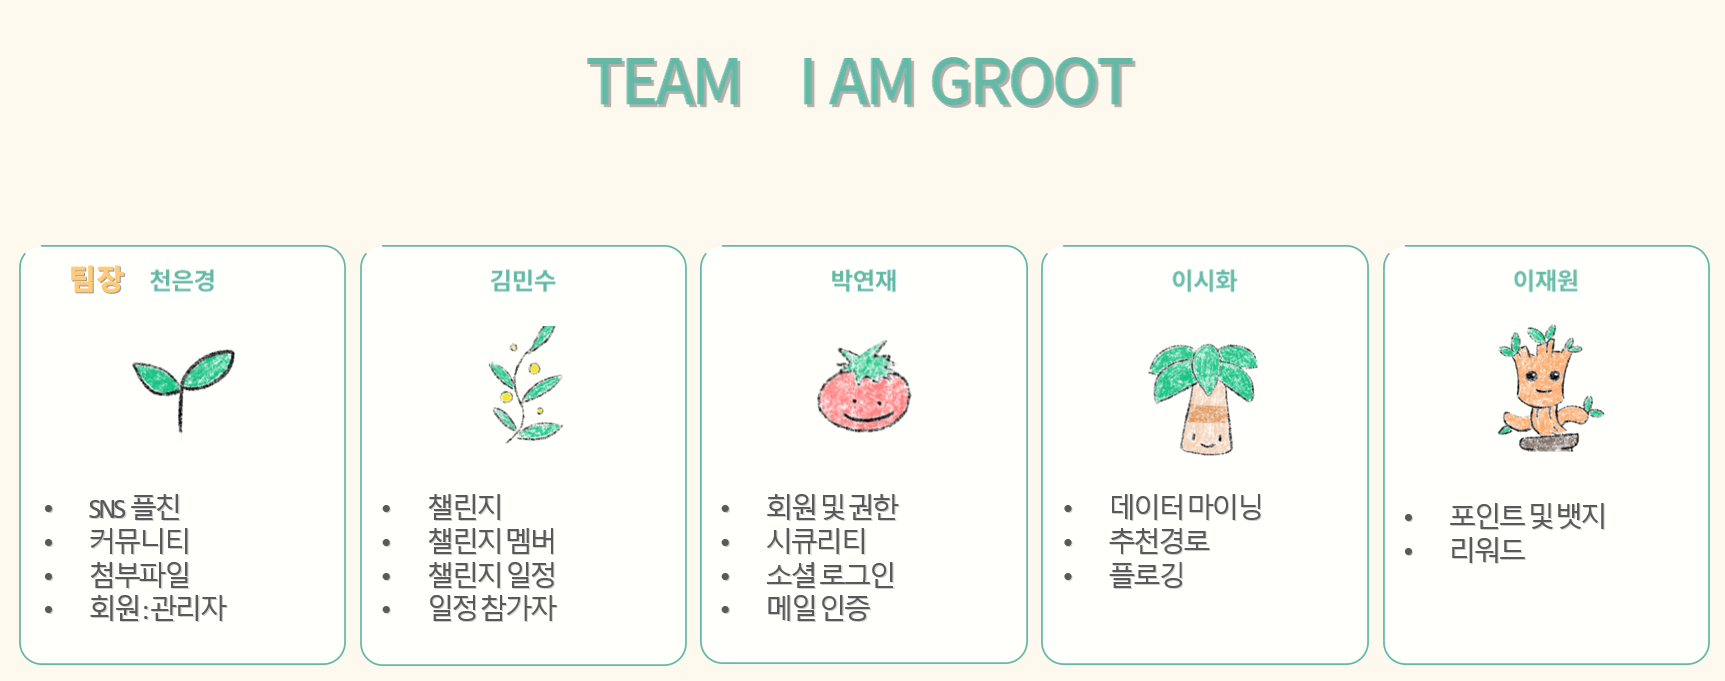 TEAM I AM GROOT
팀장 천은경
• SNS 플친
• 커뮤니티
• 첨부파일
• 회원:관리자
김민수
• 챌린지
• 챌린지 멤버
• 챌린지 일정
• 일정 참가자
박연재
• 회원 및 권한
• 시큐리티
• 소셜 로그인
• 메일 인증
이시화
• 데이터 마이닝
• 추천경로
• 플로깅
이재원
• 포인트 및 뱃지
• 리워드